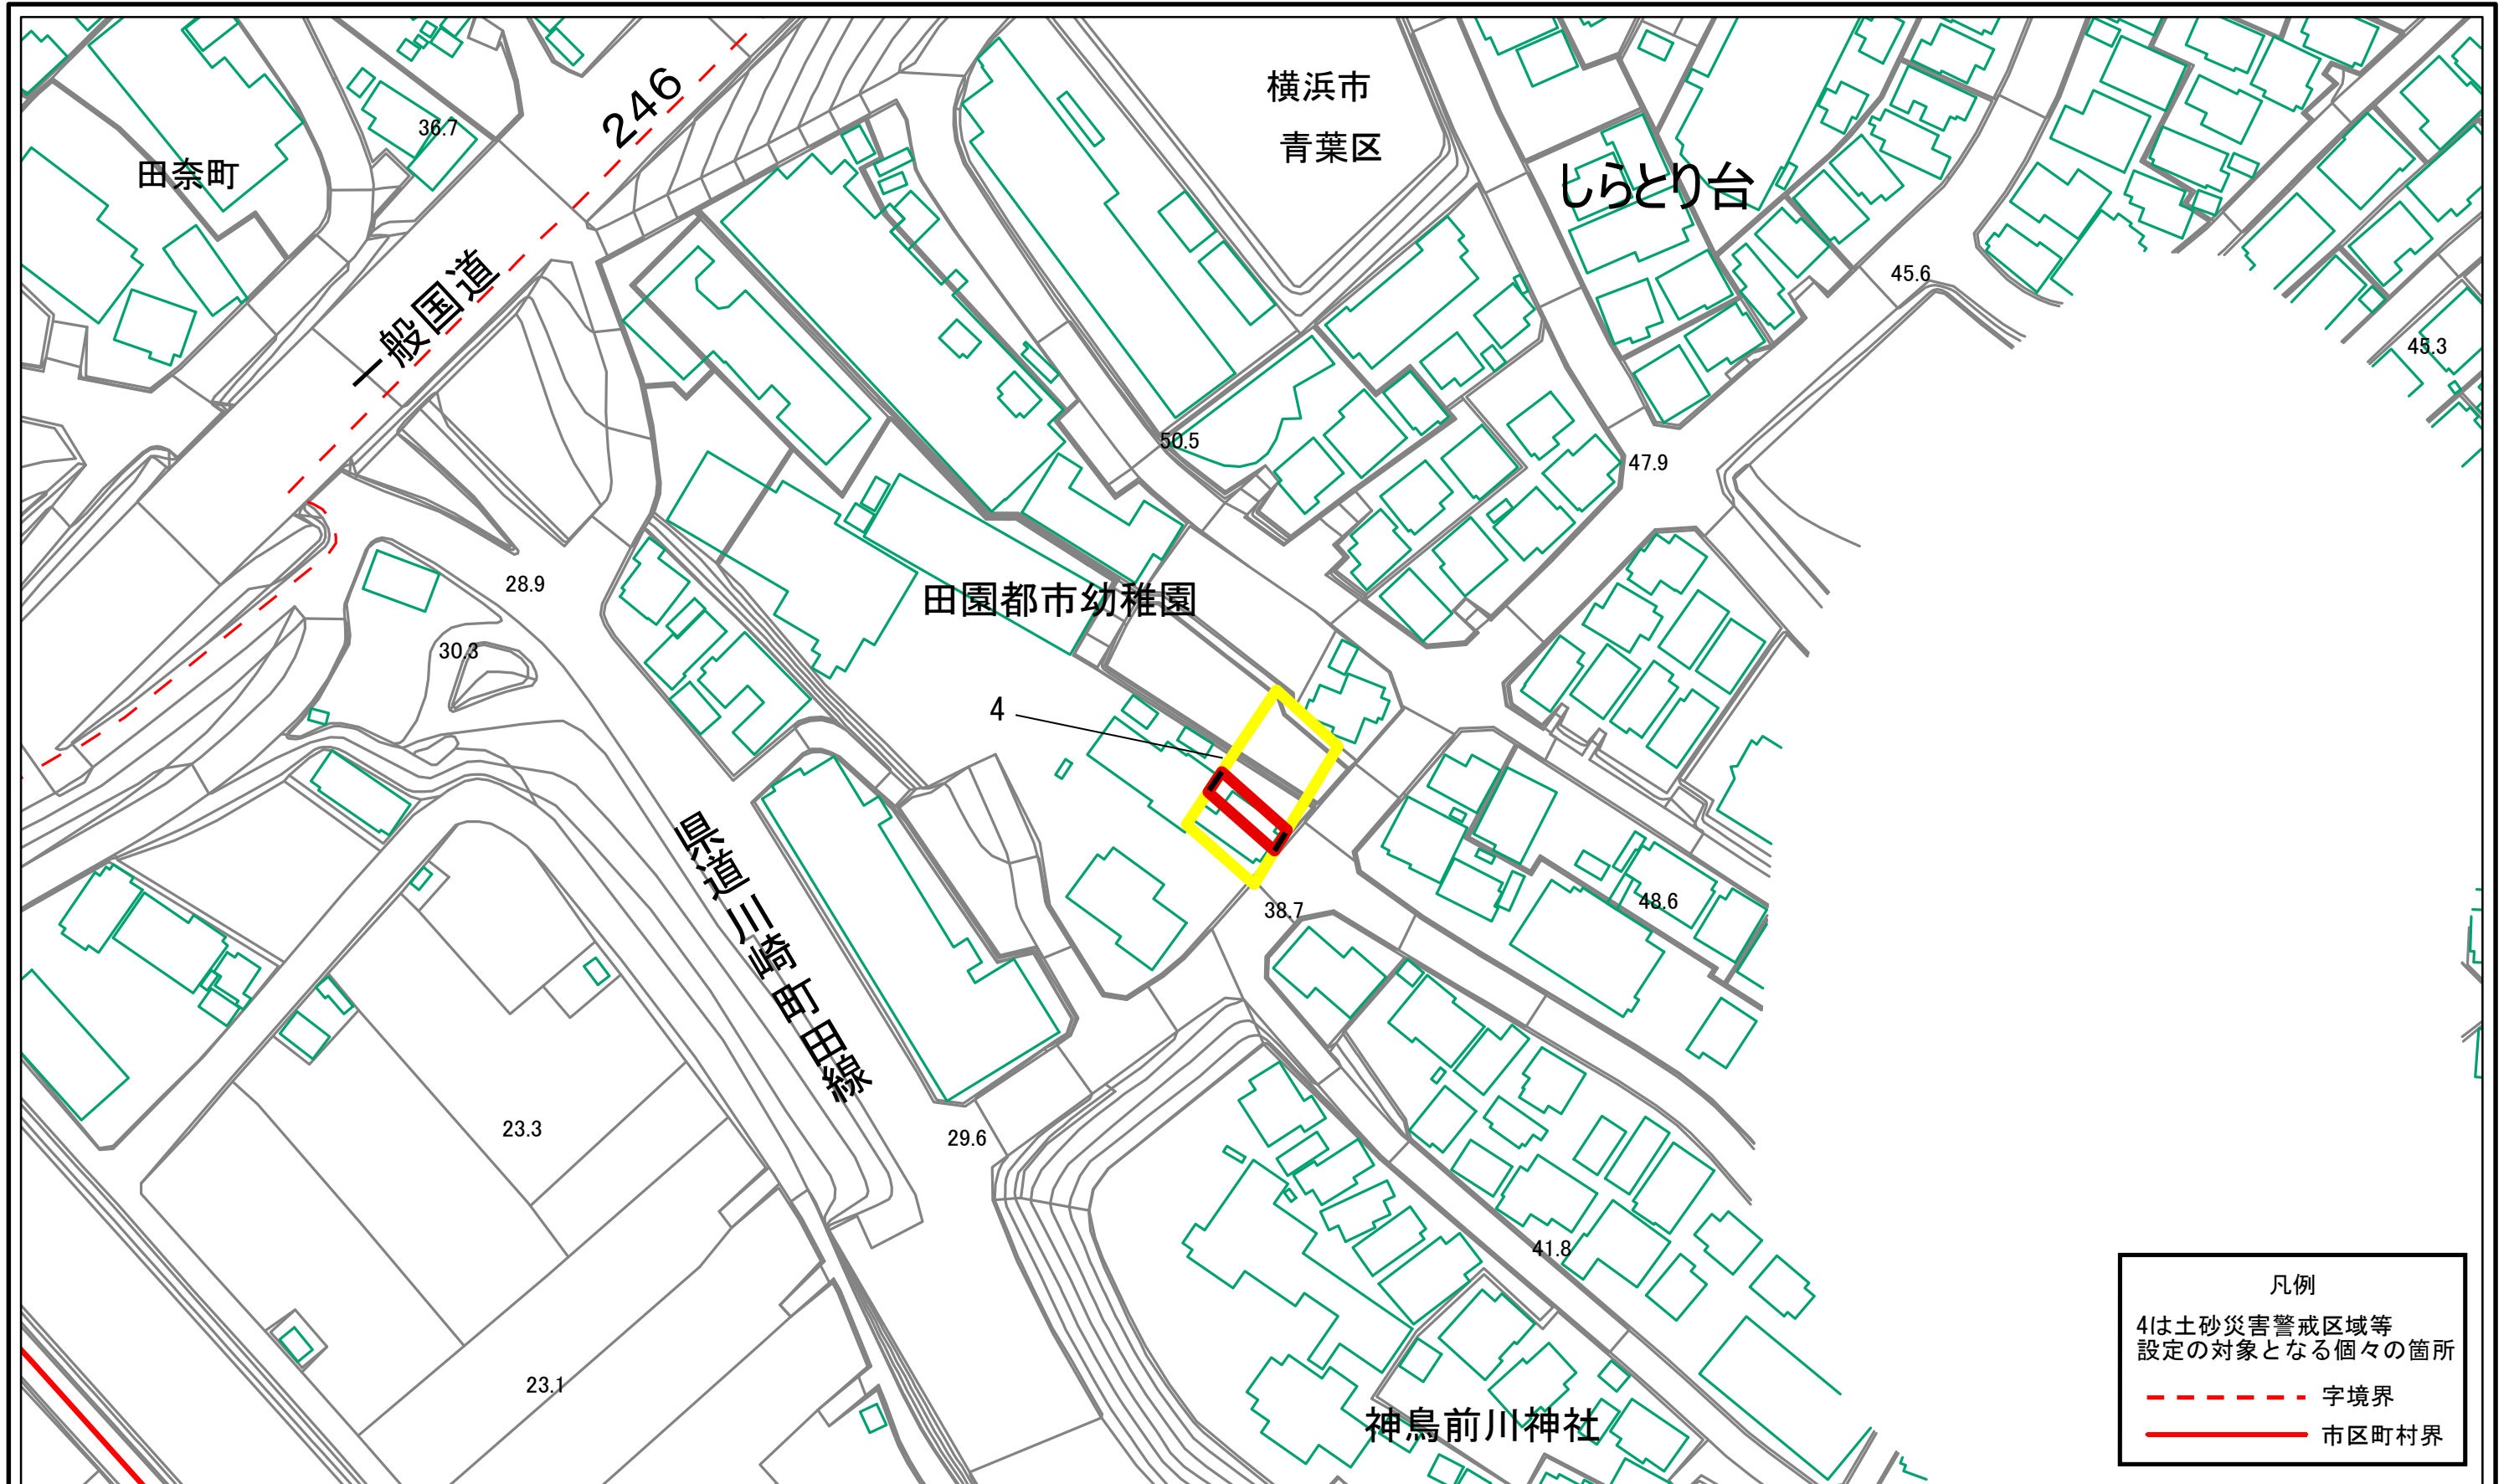 横浜市
青葉区
しらとり台
田奈町
36.7
246
一般国道
45.6
45.3
50.5
47.9
28.9
田園都市幼稚園
30.3
4
県道川崎町田線
38.7
48.6
23.3
29.6
41.8
23.1
神鳥前川神社
凡例
4は土砂災害警戒区域等
設定の対象となる個々の箇所
字境界
市区町村界